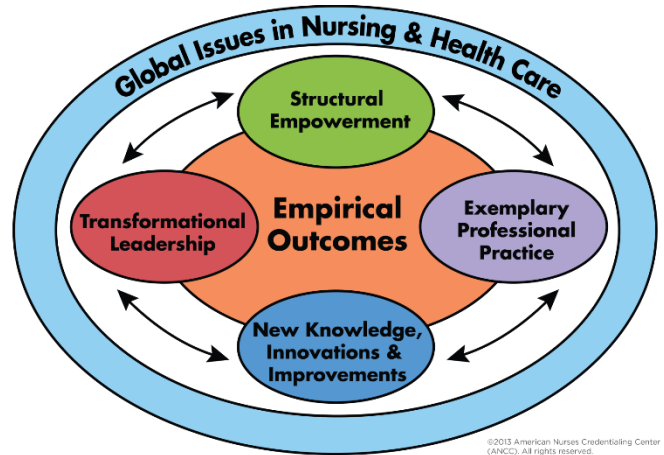 Global Issues in Nursing & Health Care
Structural
Empowerment
Transformational
Leadership
Empirical
Outcomes
Exemplary
Professional
Practice
New Knowledge,
Innovations &
Improvements
©2013 American Nurses Credentialing Center
(ANCC). All rights reserved.